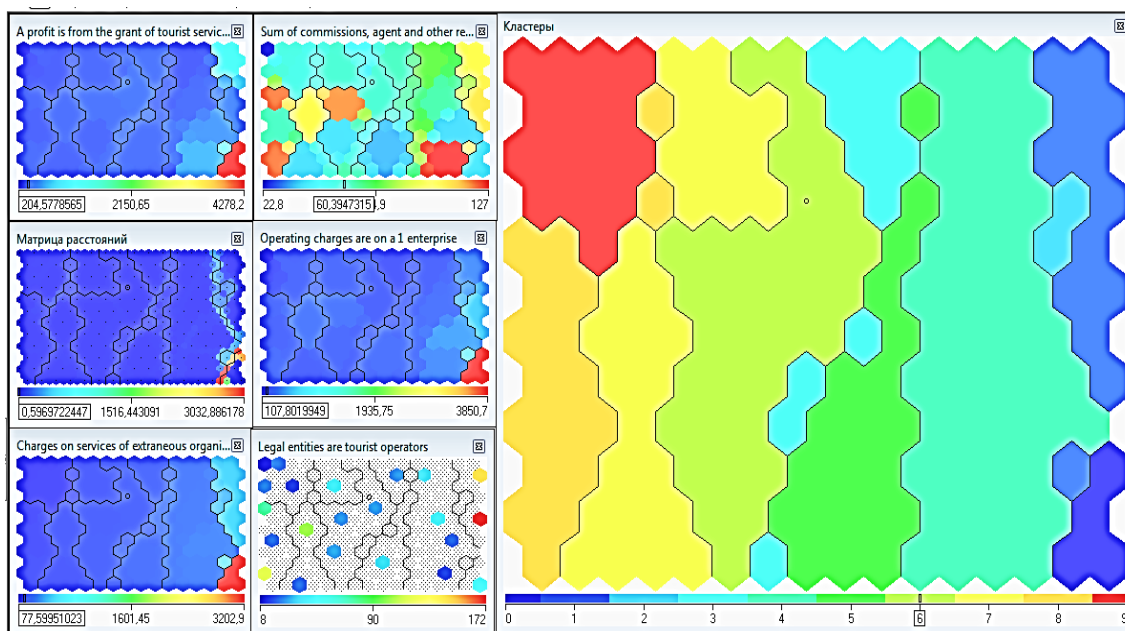 A profit is from the grant of tourist servic...
204,5778565 2150,65 4278,2
Sum of commissions, agent and other re...
22,8 60,3947315 ,9 127
Матрица расстояний
0,5969722447 1516,443091 3032,886178
Operating charges are on a 1 enterprise
107,8019949 1935,75 3850,7
Charges on services of extraneous organi...
77,59951023 1601,45 3202,9
Legal entities are tourist operators
8 90 172
Кластеры
0 1 2 3 4 5 6 7 8 9